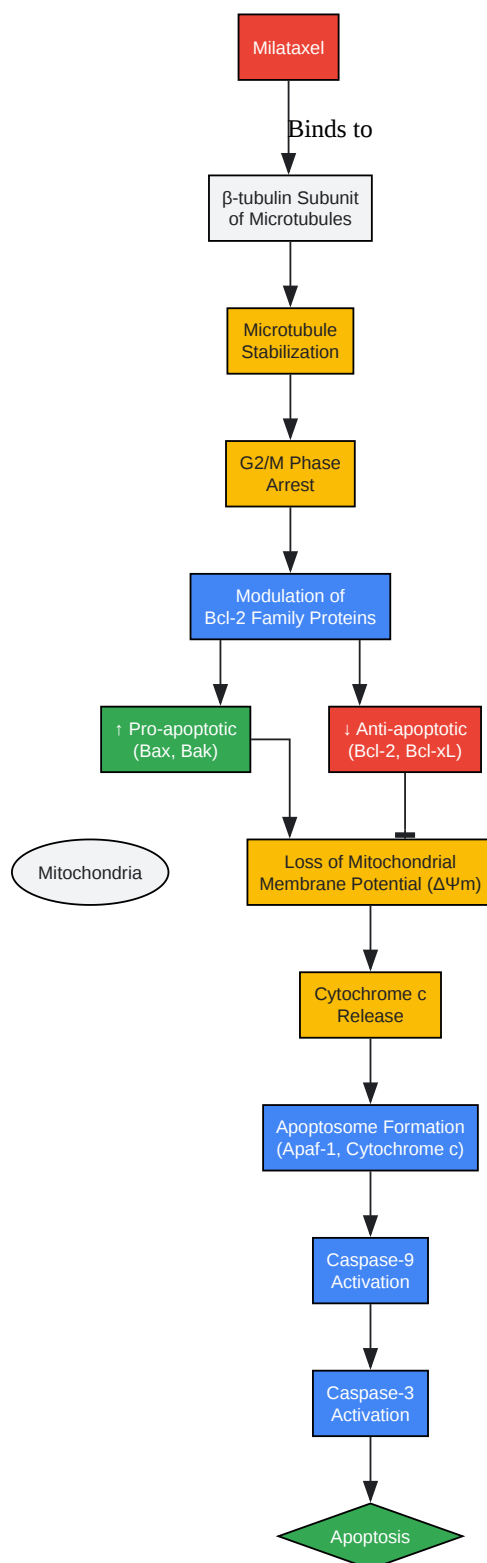 Milataxel
Binds to
β-tubulin Subunit
of Microtubules
Microtubule
Stabilization
G2/M Phase
Arrest
Modulation of
Bcl-2 Family Proteins
↑ Pro-apoptotic
(Bax, Bak)
↓ Anti-apoptotic
(Bcl-2, Bcl-xL)
Mitochondria
Loss of Mitochondrial
Membrane Potential (ΔΨm)
Cytochrome c
Release
Apoptosome Formation
(Apaf-1, Cytochrome c)
Caspase-9
Activation
Caspase-3
Activation
Apoptosis